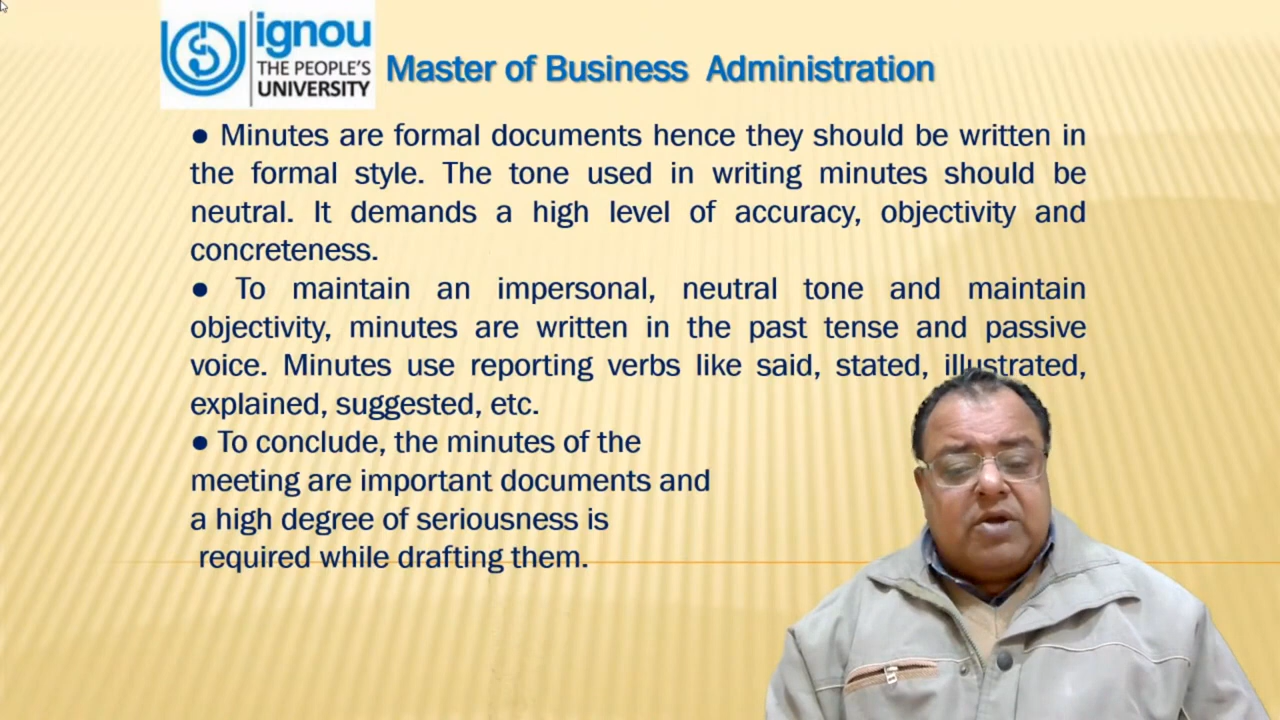 ignou
THE PEOPLE'S
UNIVERSITY
Master of Business Administration
● Minutes are formal documents hence they should be written in
the formal style. The tone used in writing minutes should be
neutral. It demands a high level of accuracy, objectivity and
concreteness.
● To maintain an impersonal, neutral tone and maintain
objectivity, minutes are written in the past tense and passive
voice. Minutes use reporting verbs like said, stated, illustrated,
explained, suggested, etc.
● To conclude, the minutes of the
meeting are important documents and
a high degree of seriousness is
required while drafting them.